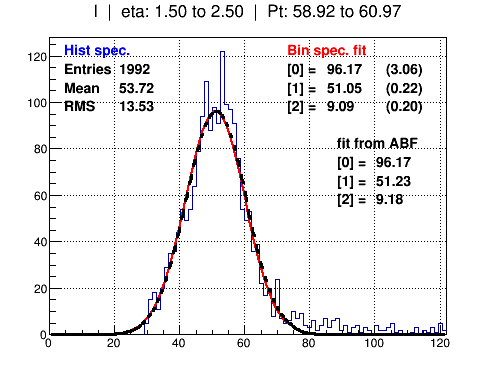 I | eta: 1.50 to 2.50 | Pt: 58.92 to 60.97
Hist spec.
Entries 1992
Mean 53.72
RMS 13.53
Bin spec. fit
[0] = 96.17 (3.06)
[1] = 51.05 (0.22)
[2] = 9.09 (0.20)
fit from ABF
[0] = 96.17
[1] = 51.23
[2] = 9.18
120
100
80
60
40
20
0
0 20 40 60 80 100 120